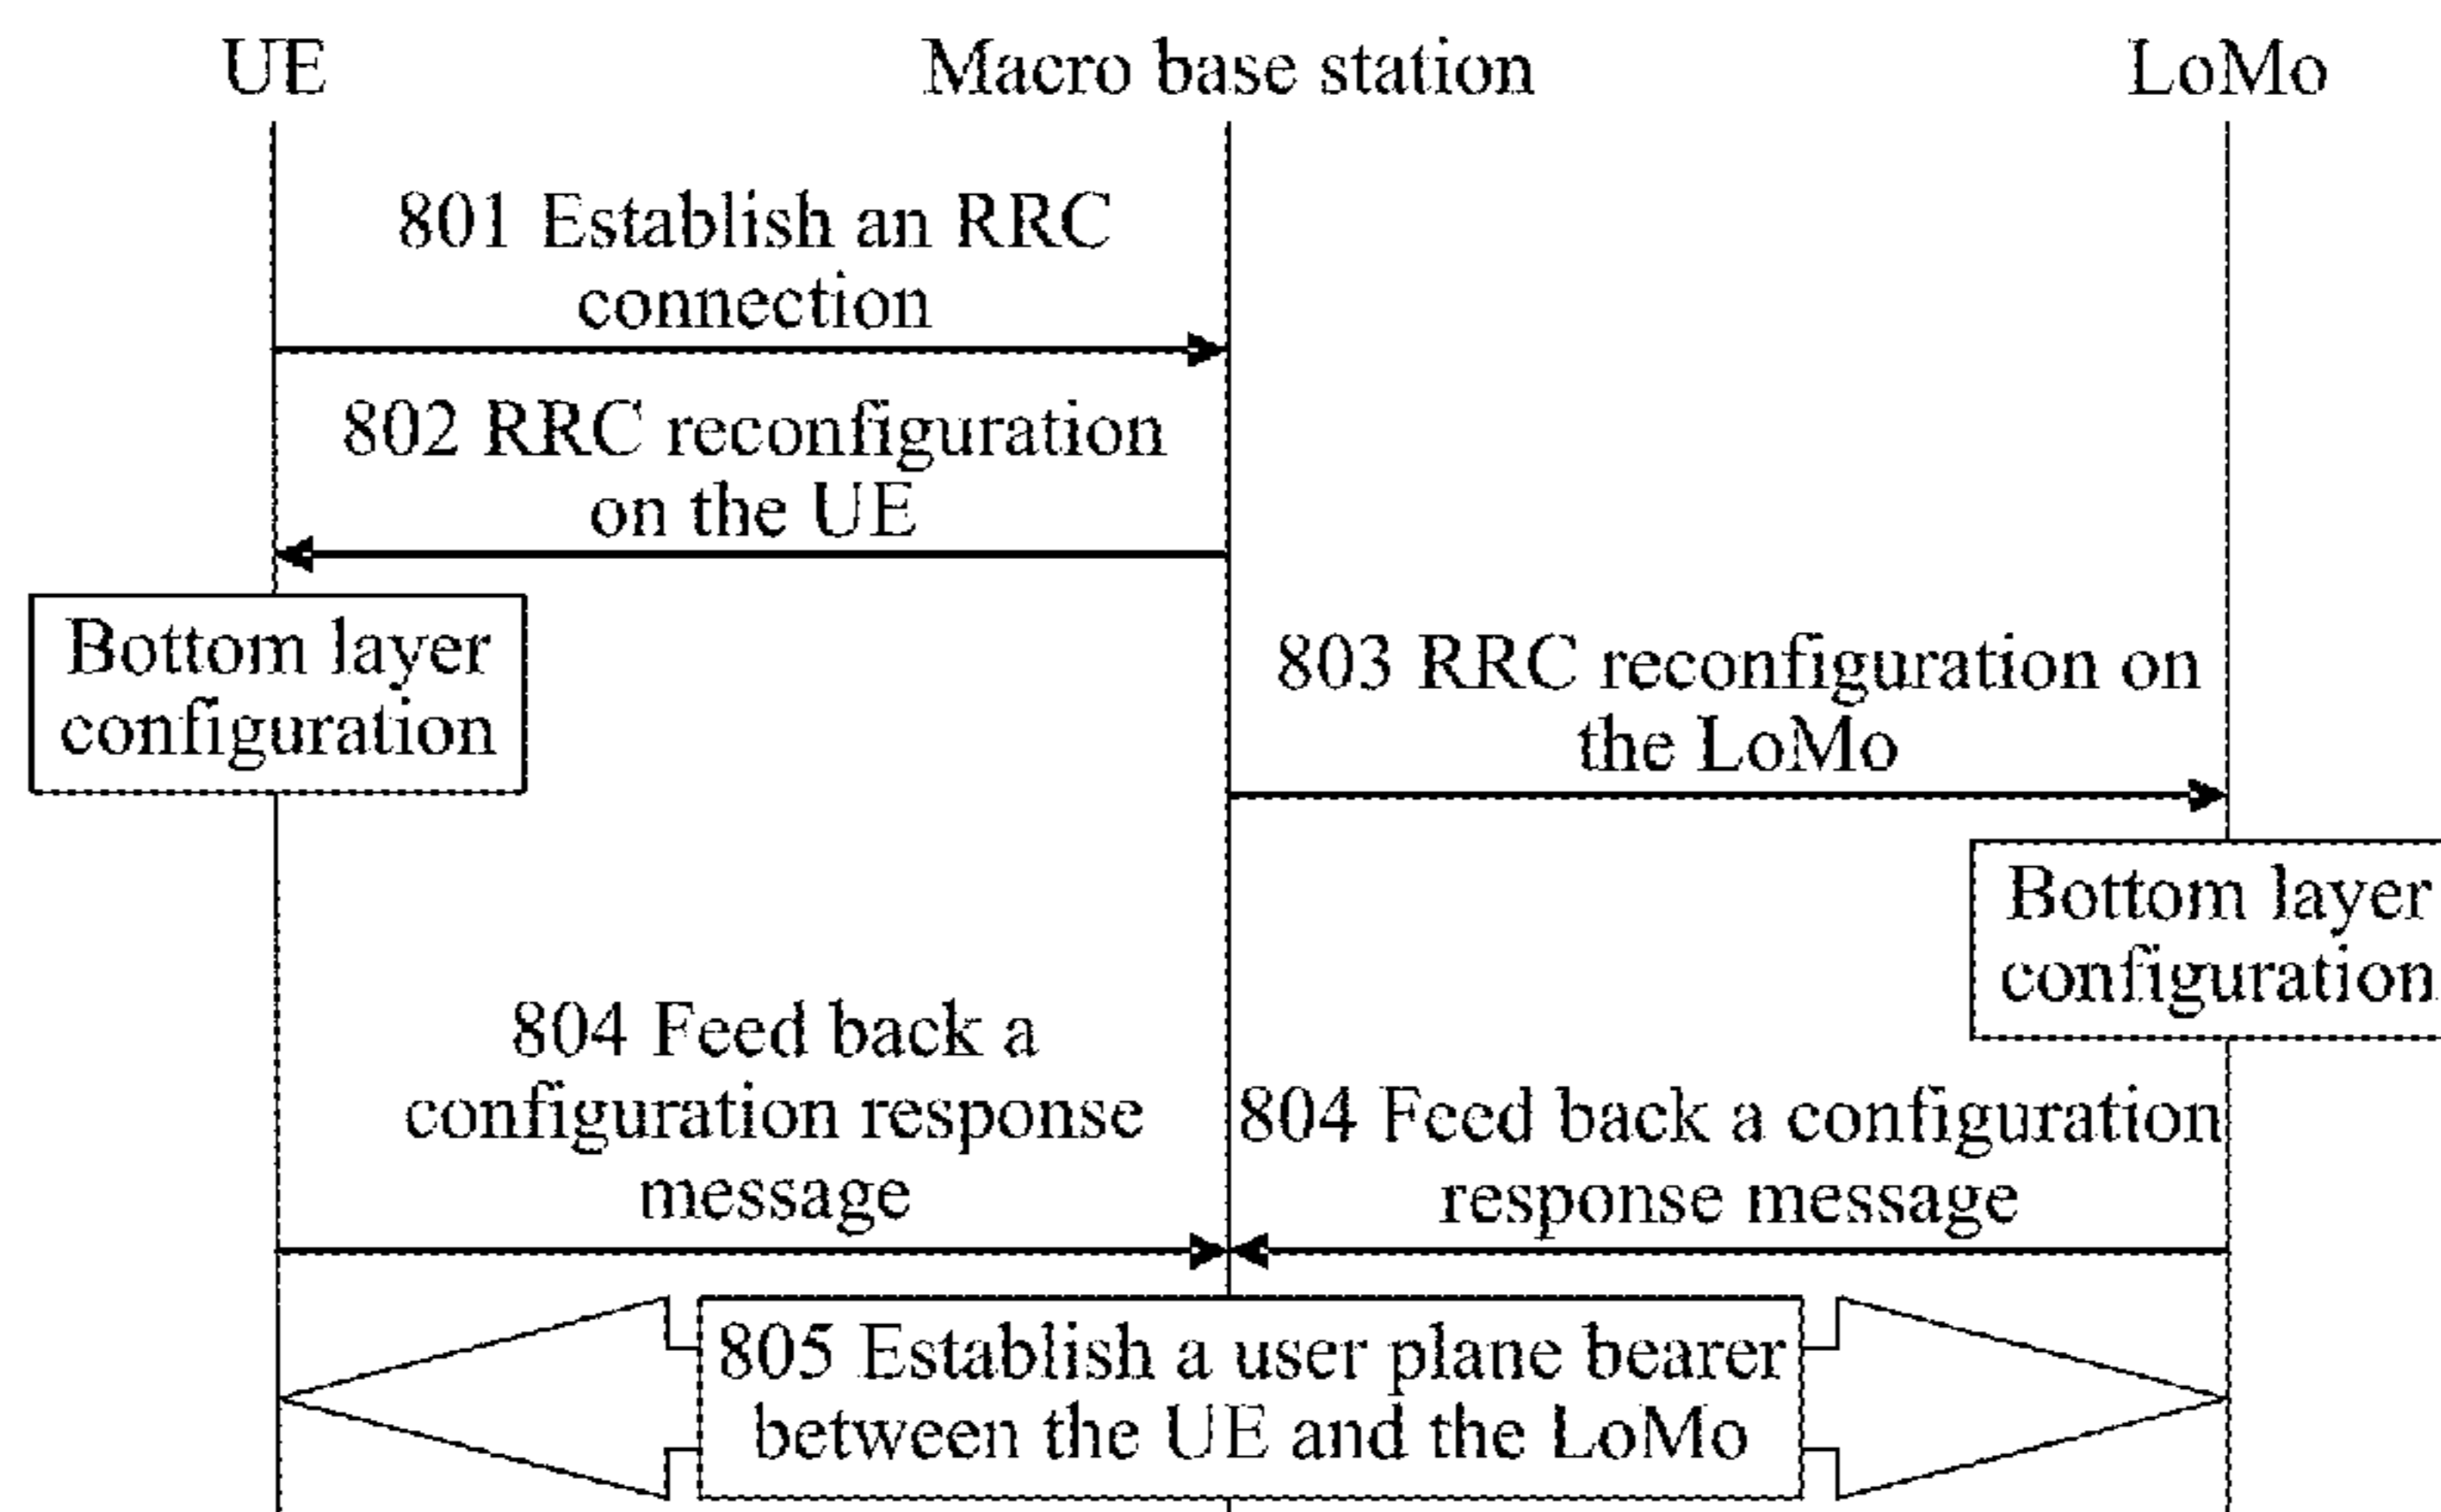 UE
Macro base station
LoMo
801 Establish an RRC
connection
802 RRC reconfiguration
on the UE
Bottom layer
configuration
803 RRC reconfiguration on
the LoMo
Bottom layer
configuration
804 Feed back a
configuration response
message
804 Feed back a configuration
response message
805 Establish a user plane bearer
between the UE and the LoMo